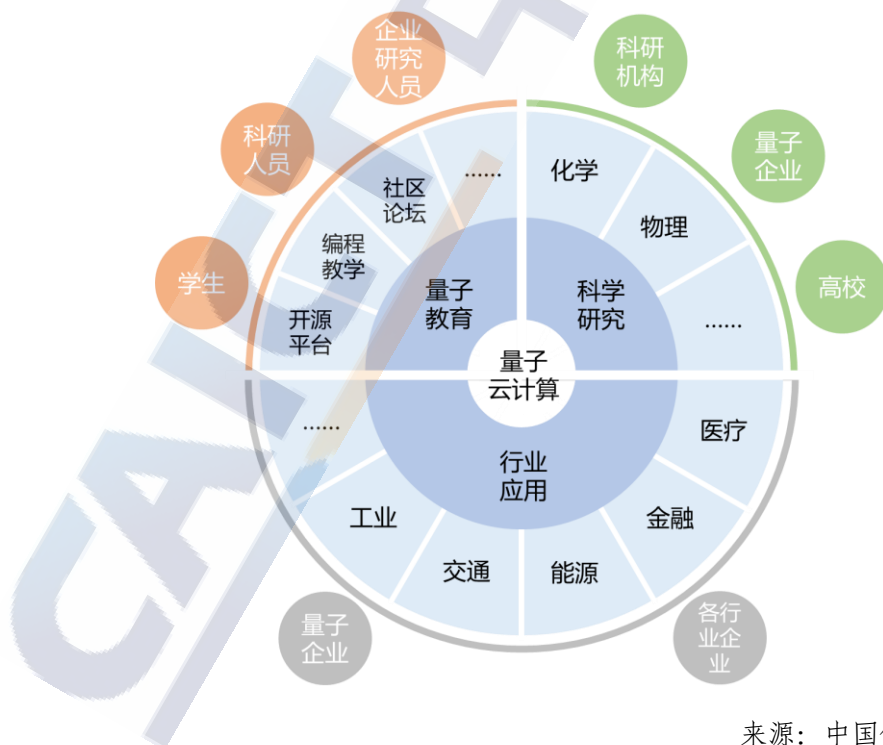 企业
研究
人员
科研
机构
科研
人员
量子
企业
学生
高校
社区
论坛
……
化学
编程
教学
物理
开源
平台
……
量子
教育
科学
研究
量子
云计算
……
医疗
行业
应用
工业
金融
交通
能源
量子
企业
各行
业企
业
来源：中国
CAICT